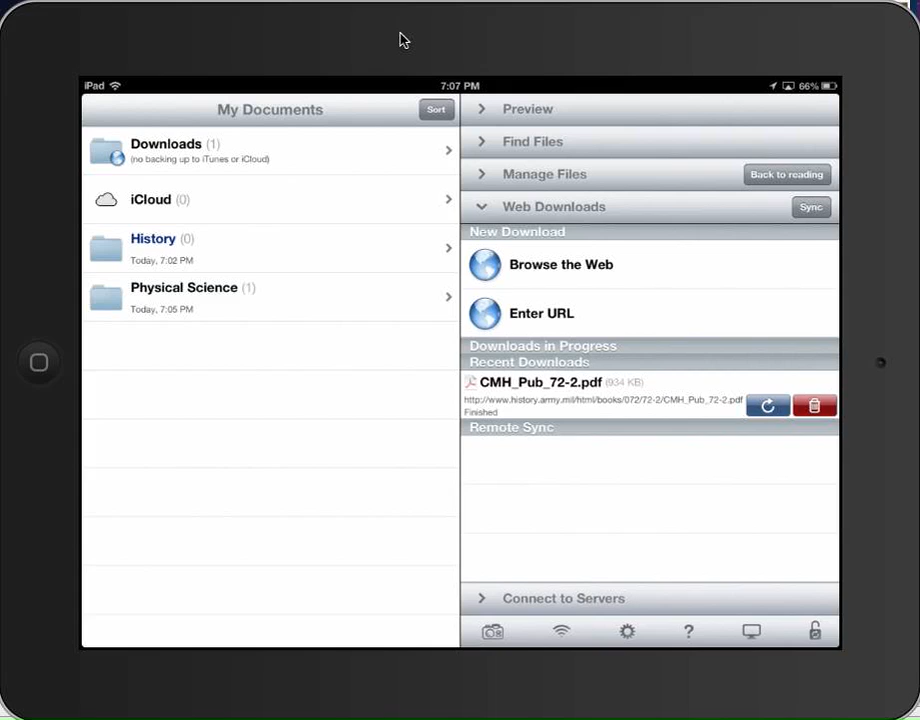 iPad 7:07 PM 66%
My Documents Sort
Downloads (1)
(no backing up to iTunes or iCloud)
iCloud (0)
History (0)
Today, 7:02 PM
Physical Science (1)
Today, 7:05 PM
Preview
Find Files
Manage Files Back to reading
Web Downloads Sync
New Download
Browse the Web
Enter URL
Downloads in Progress
Recent Downloads
CMH_Pub_72-2.pdf (934 KB)
http://www.history.army.mil/html/books/072/72-2/CMH_Pub_72-2.pdf
Finished
Remote Sync
Connect to Servers
?